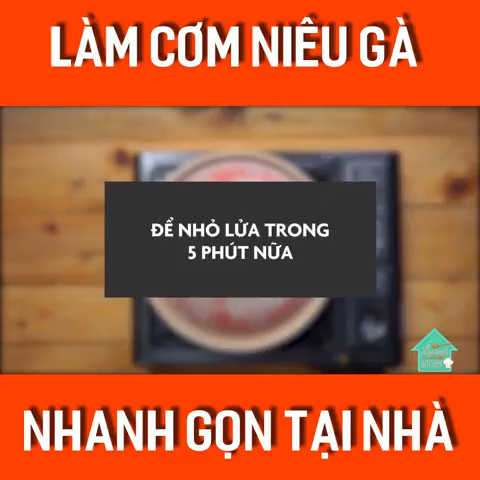 LÀM CƠM NIÊU GÀ
ĐỂ NHỎ LỬA TRONG
5 PHÚT NỮA
NHANH GỌN TẠI NHÀ